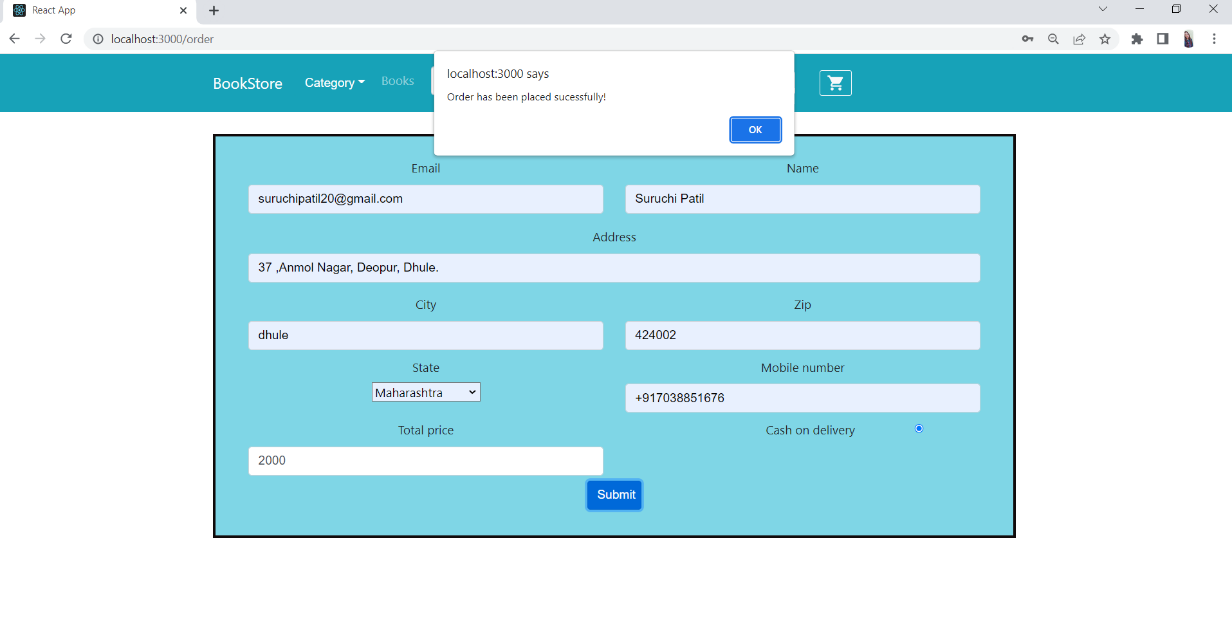 React App
localhost:3000/order
BookStore
Category
Books
localhost:3000 says
Order has been placed sucessfully!
OK
Email
Name
suruchipatil20@gmail.com
Suruchi Patil
Address
37 ,Anmol Nagar, Deopur, Dhule.
City
Zip
dhule
424002
State
Mobile number
Maharashtra
+917038851676
Total price
Cash on delivery
2000
Submit